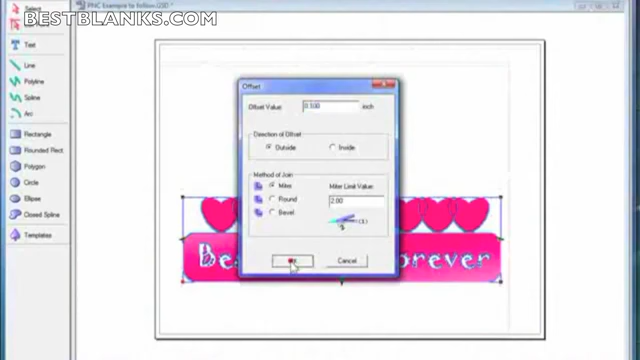 PNC Example to follow.GSD *
BESTBLANKS.COM
Select
Text
Line
Polyline
Spline
Arc
Rectangle
Rounded Rect
Polygon
Circle
Ellipse
Closed Spline
Templates
Offset
Offset Value:
0.100
inch
Direction of Offset
Outside
Inside
Method of Join
Miter
Round
Bevel
Miter Limit Value:
2.00
Cancel
Be
orever